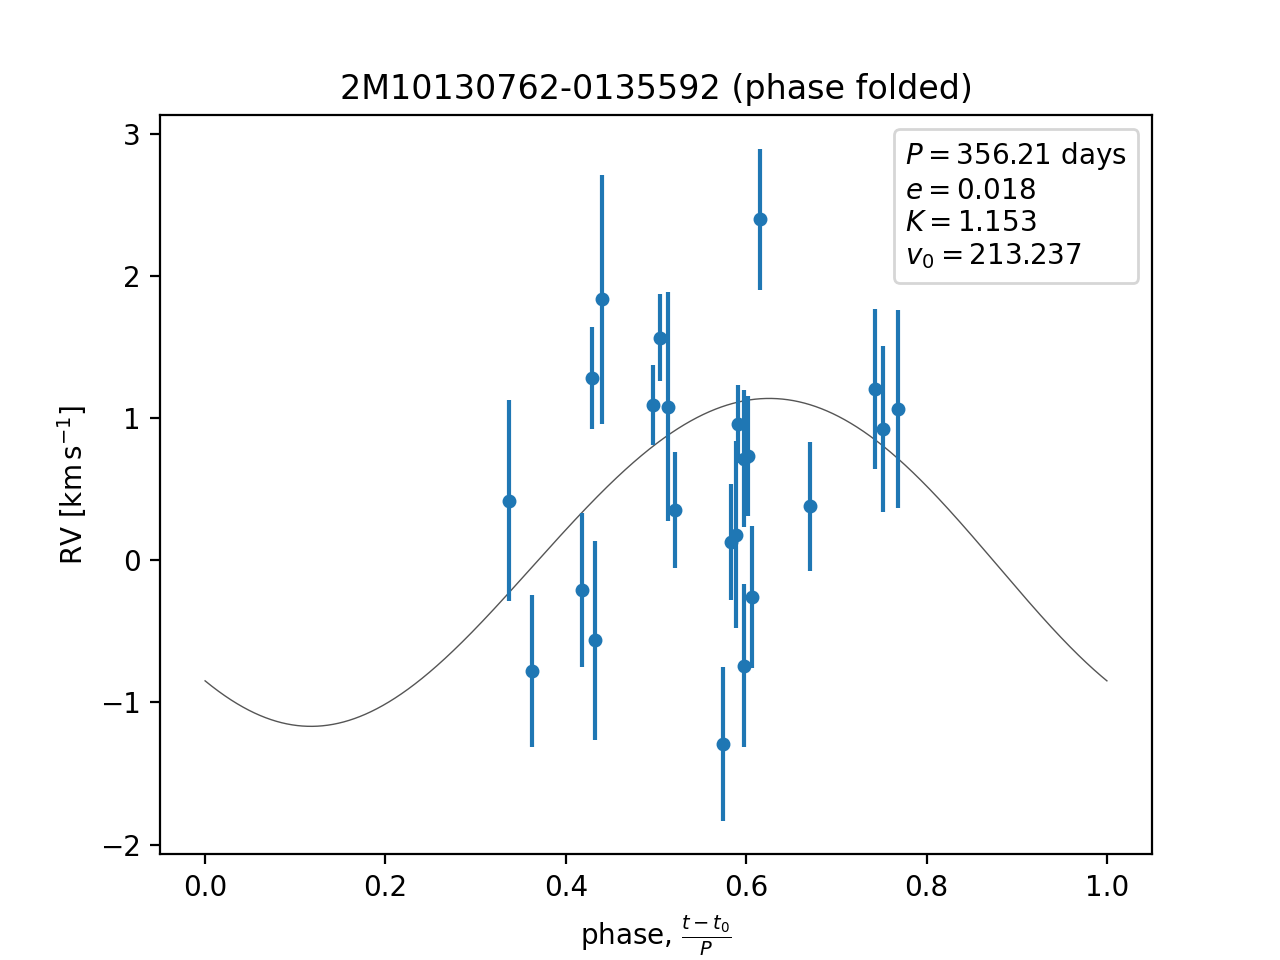 2M10130762-0135592 (phase folded)
P = 356.21 days
e = 0.018
K = 1.153
v₀ = 213.237
RV [km s⁻¹]
3
2
1
0
−1
−2
0.0 0.2 0.4 0.6 0.8 1.0
phase, (t − t₀)/P